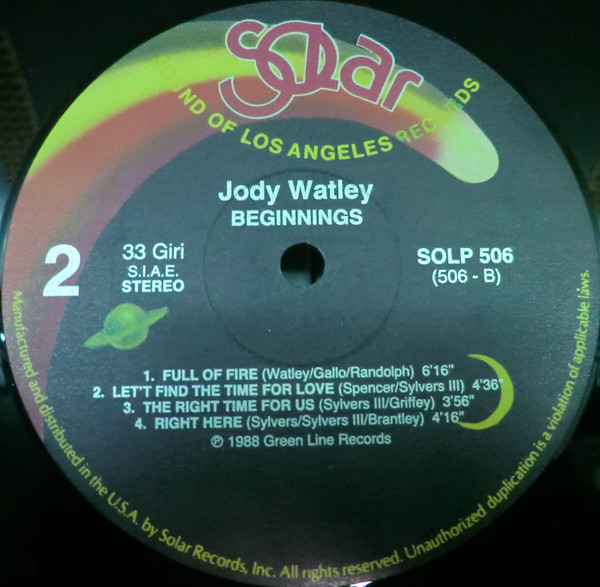 Solar
SOUND OF LOS ANGELES RECORDS
Jody Watley
BEGINNINGS
2
33 Giri
S.I.A.E.
STEREO
SOLP 506
(506 - B)
1. FULL OF FIRE (Watley/Gallo/Randolph) 6'16"
2. LET'T FIND THE TIME FOR LOVE (Spencer/Sylvers III) 4'36"
3. THE RIGHT TIME FOR US (Sylvers III/Griffey) 3'56"
4. RIGHT HERE (Sylvers/Sylvers III/Brantley) 4'16"
℗ 1988 Green Line Records
Manufactured and distributed in the U.S.A. by Solar Records, Inc. All rights reserved. Unauthorized duplication is a violation of applicable laws.